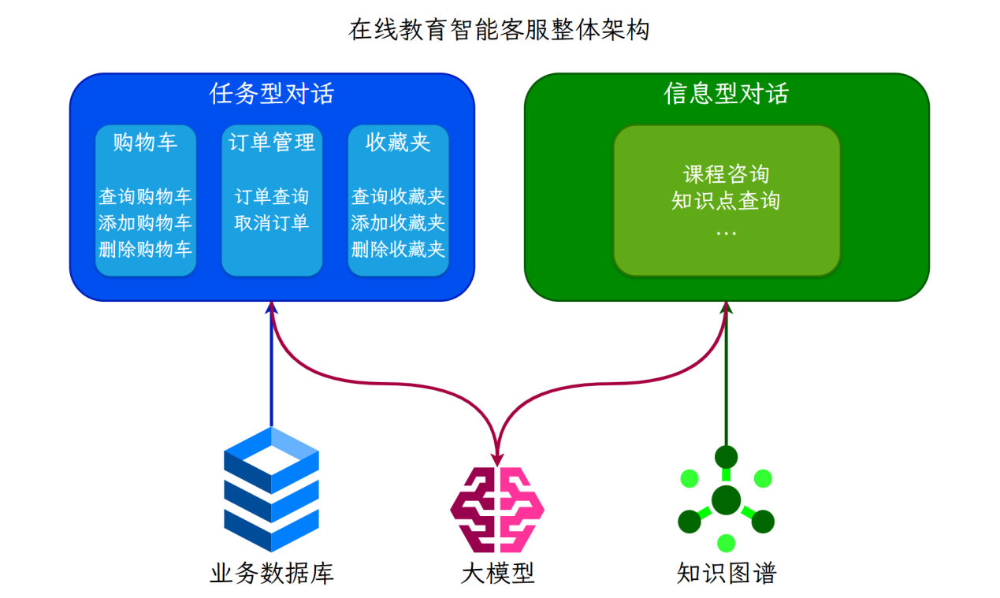 在线教育智能客服整体架构
任务型对话
购物车
查询购物车
添加购物车
删除购物车
订单管理
订单查询
取消订单
收藏夹
查询收藏夹
添加收藏夹
删除收藏夹
信息型对话
课程咨询
知识点查询
...
业务数据库
大模型
知识图谱